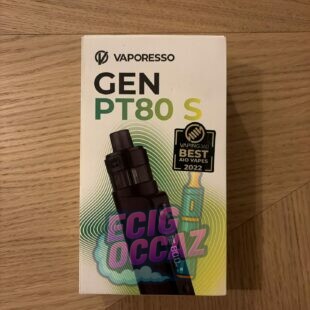 VAPORESSO
GEN
PT80 S
VAPING360
BEST
AIO VAPES
2022
ECIG
OCCAZ